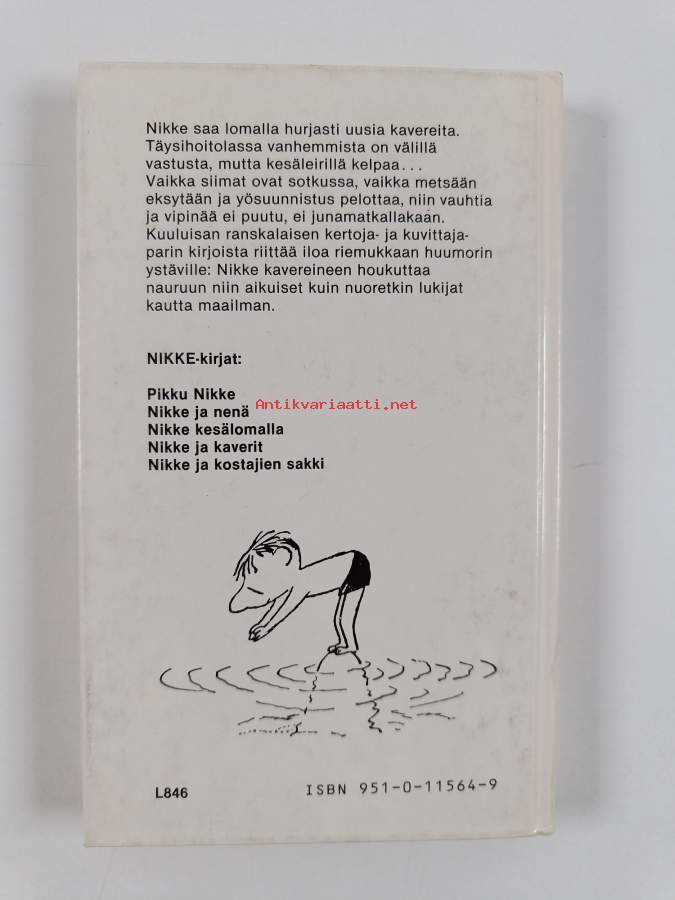 Nikke saa lomalla hurjasti uusia kavereita.
Täysihoitolassa vanhemmista on välillä
vastusta, mutta kesäleirillä kelpaa...
Vaikka siimat ovat sotkussa, vaikka metsään
eksytään ja yösuunnistus pelottaa, niin vauhtia
ja vipinää ei puutu, ei junamatkallakaan.
Kuuluisan ranskalaisen kertoja- ja kuvittaja-
parin kirjoista riittää iloa riemukkaan huumorin
ystäville: Nikke kavereineen houkuttaa
nauruun niin aikuiset kuin nuoretkin lukijat
kautta maailman.
NIKKE-kirjat:
Pikku Nikke
Nikke ja nenä
Antikvariaatti.net
Nikke kesälomalla
Nikke ja kaverit
Nikke ja kostajien sakki
L846
ISBN 951-0-11564-9